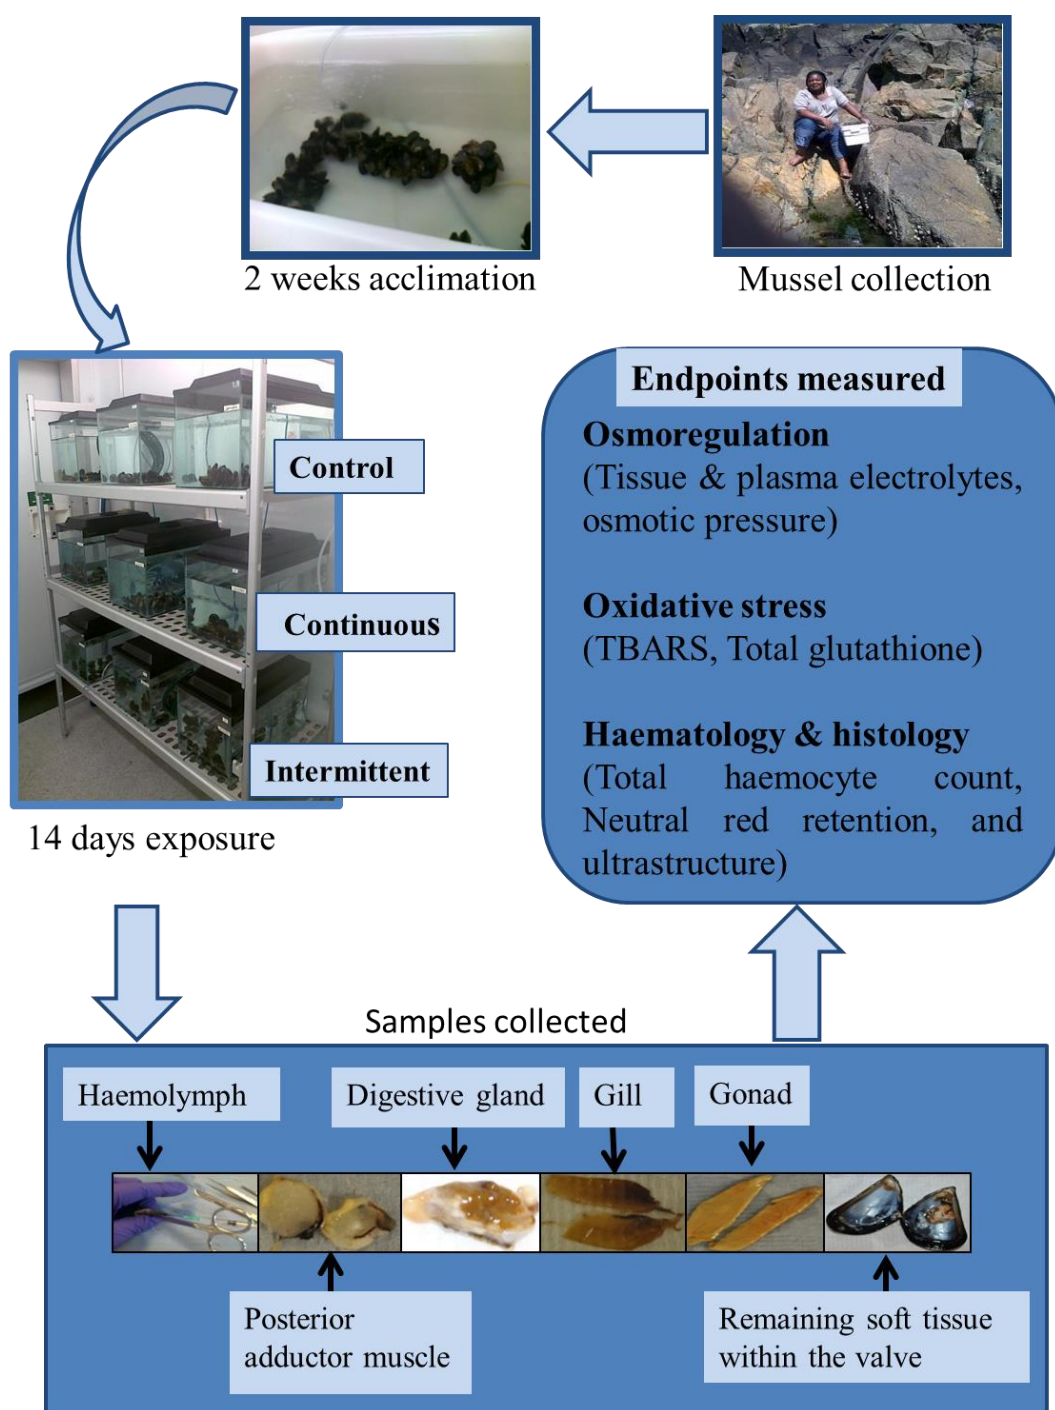 2 weeks acclimation
Mussel collection
Control
Continuous
Intermittent
14 days exposure
Endpoints measured
Osmoregulation
(Tissue & plasma electrolytes,
osmotic pressure)
Oxidative stress
(TBARS, Total glutathione)
Haematology & histology
(Total haemocyte count,
Neutral red retention, and
ultrastructure)
Samples collected
Haemolymph
Digestive gland
Gill
Gonad
Posterior
adductor muscle
Remaining soft tissue
within the valve